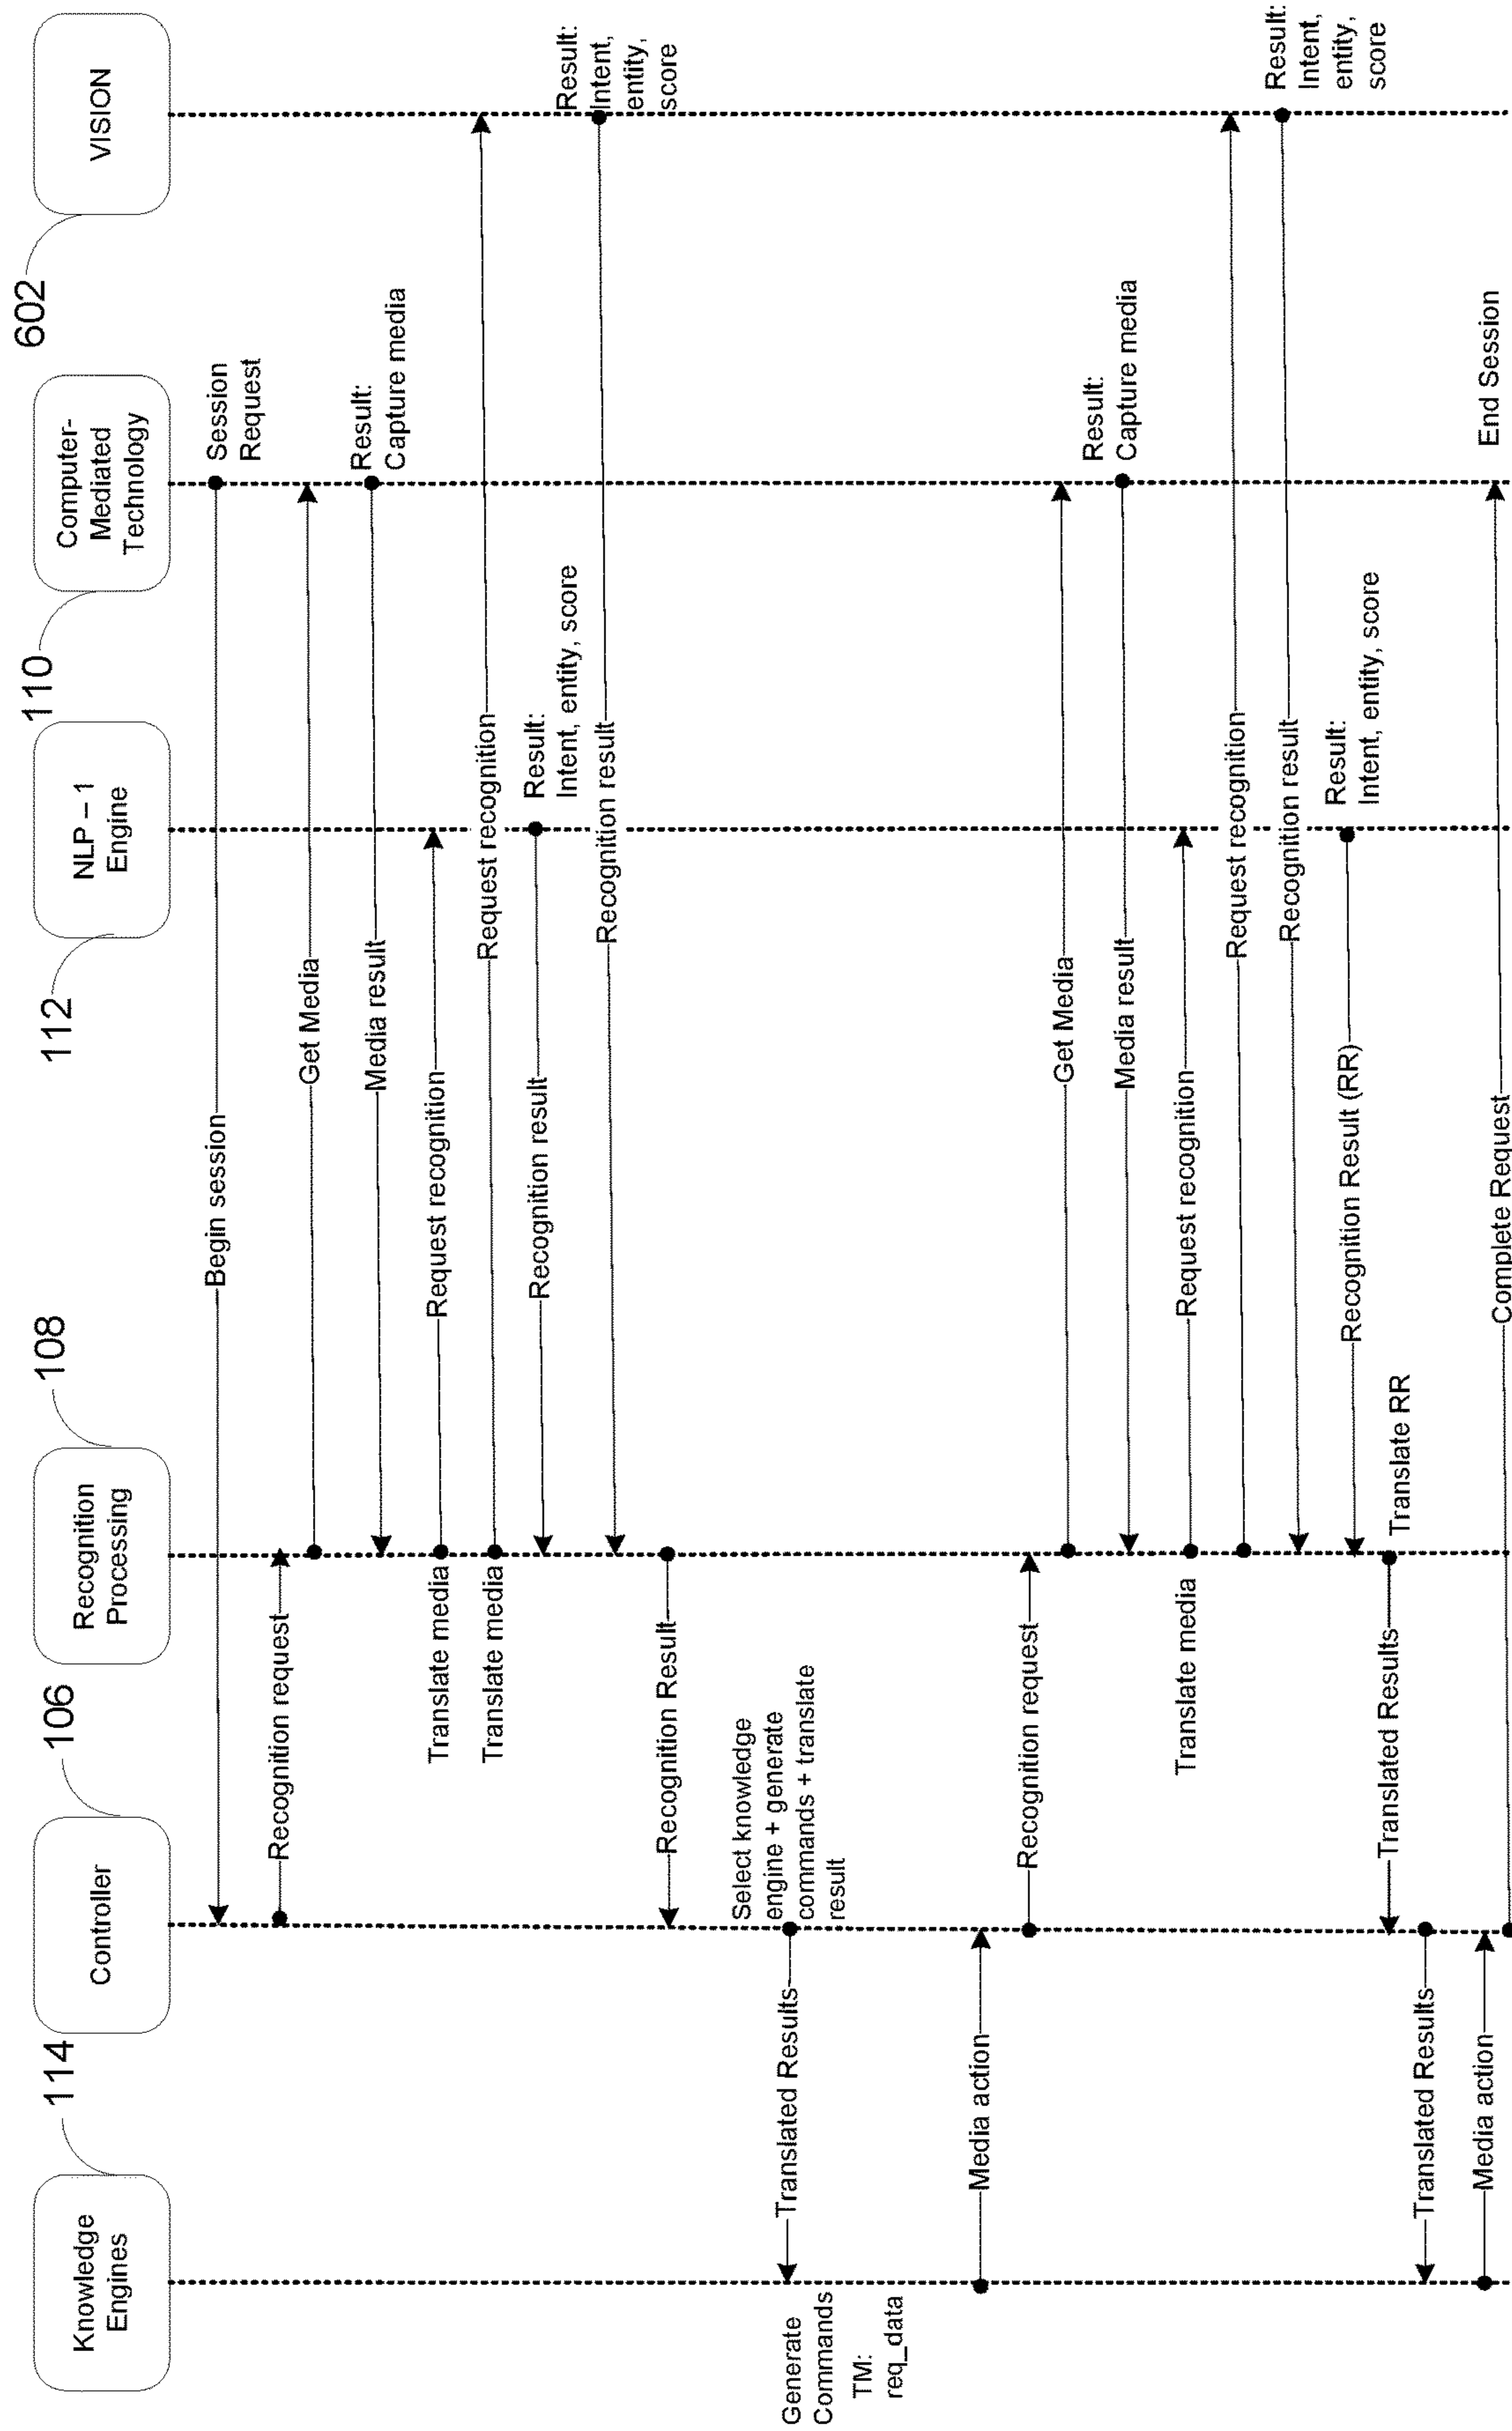 114
106
108
112
110
602
Knowledge
Engines
Controller
Recognition
Processing
NLP – 1
Engine
Computer-
Mediated
Technology
VISION
Session
Request
Begin session
Recognition request
Get Media
Result:
Capture media
Media result
Translate media
Request recognition
Translate media
Request recognition
Result:
Intent, entity, score
Recognition result
Result:
Intent,
entity,
score
Recognition result
Recognition Result
Select knowledge
engine + generate
commands + translate
result
Translated Results
Generate
Commands
TM:
req_data
Media action
Recognition request
Get Media
Result:
Capture media
Media result
Translate media
Request recognition
Request recognition
Result:
Intent,
entity,
score
Recognition result
Result:
Intent, entity, score
Recognition Result (RR)
Translate RR
Translated Results
Translated Results
Media action
Complete Request
End Session